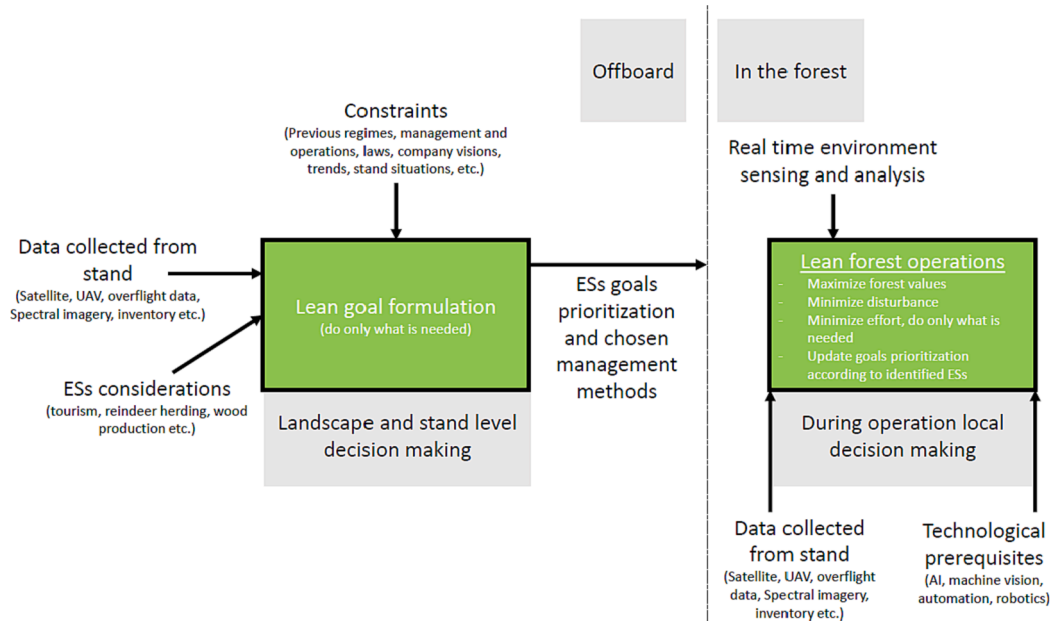 Offboard
In the forest
Constraints
(Previous regimes, management and
operations, laws, company visions,
trends, stand situations, etc.)
Real time environment
sensing and analysis
Data collected from
stand
(Satellite, UAV, overflight data,
Spectral imagery, inventory etc.)
ESs considerations
(tourism, reindeer herding, wood
production etc.)
Lean goal formulation
(do only what is needed)
Landscape and stand level
decision making
ESs goals
prioritization
and chosen
management
methods
Lean forest operations
- Maximize forest values
- Minimize disturbance
- Minimize effort, do only what is
needed
- Update goals prioritization
according to identified ESs
During operation local
decision making
Data collected
from stand
(Satellite, UAV, overflight
data, Spectral imagery,
inventory etc.)
Technological
prerequisites
(AI, machine vision,
automation, robotics)